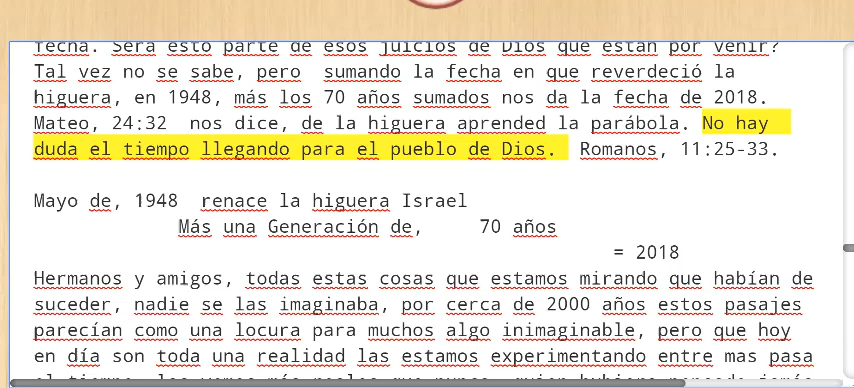 fecha. Será esto parte de esos juicios de Dios que están por venir?
Tal vez no se sabe, pero sumando la fecha en que reverdeció la
higuera, en 1948, más los 70 años sumados nos da la fecha de 2018.
Mateo, 24:32 nos dice, de la higuera aprended la parábola. No hay
duda el tiempo llegando para el pueblo de Dios. Romanos, 11:25-33.
Mayo de, 1948 renace la higuera Israel
Más una Generación de, 70 años
= 2018
Hermanos y amigos, todas estas cosas que estamos mirando que habían de
suceder, nadie se las imaginaba, por cerca de 2000 años estos pasajes
parecían como una locura para muchos algo inimaginable, pero que hoy
en día son toda una realidad las estamos experimentando entre mas pasa